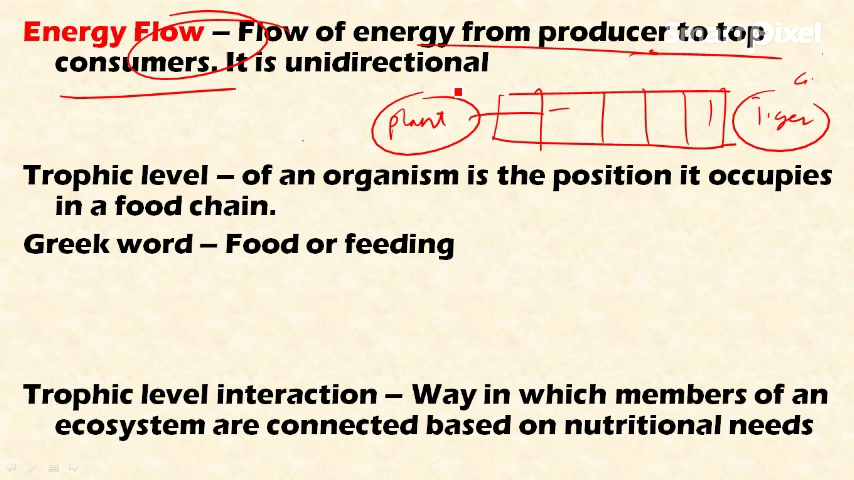 Energy Flow – Flow of energy from producer to top
consumers. It is unidirectional
plant
Tiger
Trophic level – of an organism is the position it occupies
in a food chain.
Greek word – Food or feeding
Trophic level interaction – Way in which members of an
ecosystem are connected based on nutritional needs